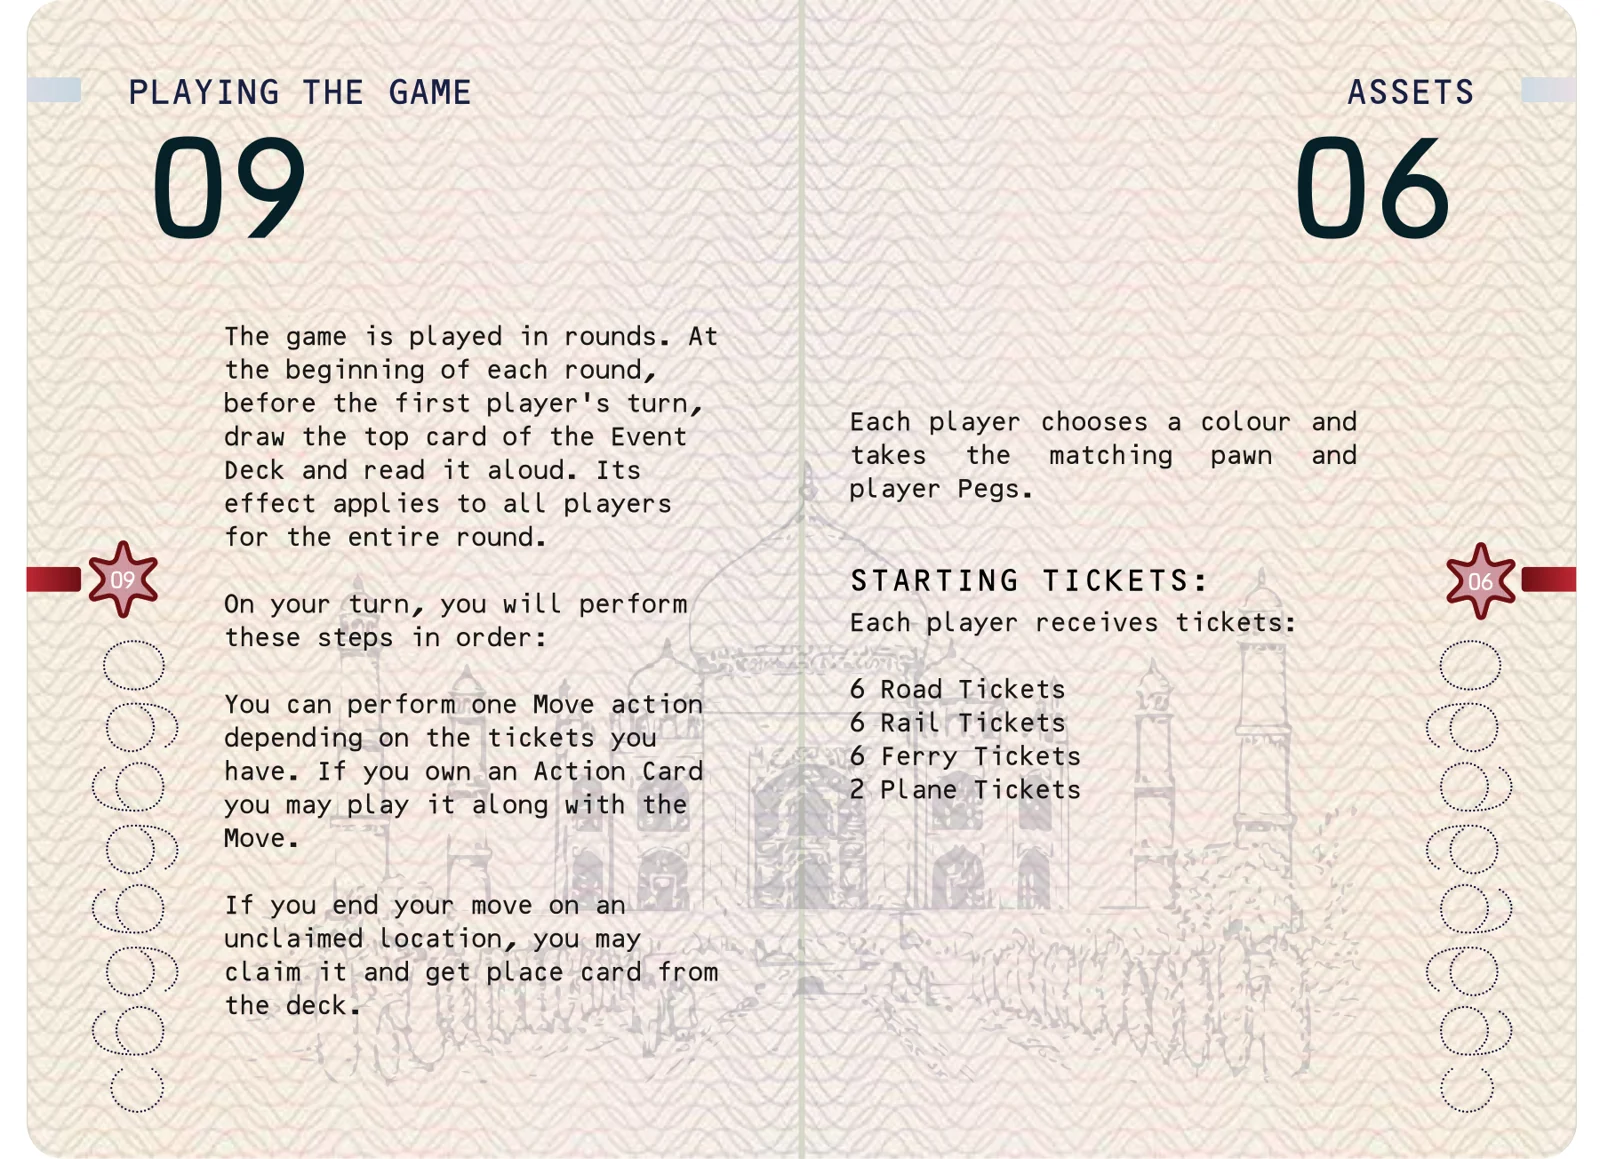 PLAYING THE GAME
09
The game is played in rounds. At
the beginning of each round,
before the first player's turn,
draw the top card of the Event
Deck and read it aloud. Its
effect applies to all players
for the entire round.
On your turn, you will perform
these steps in order:
You can perform one Move action
depending on the tickets you
have. If you own an Action Card
you may play it along with the
Move.
If you end your move on an
unclaimed location, you may
claim it and get place card from
the deck.
09
ASSETS
06
Each player chooses a colour and
takes the matching pawn and
player Pegs.
STARTING TICKETS:
Each player receives tickets:
6 Road Tickets
6 Rail Tickets
6 Ferry Tickets
2 Plane Tickets
06